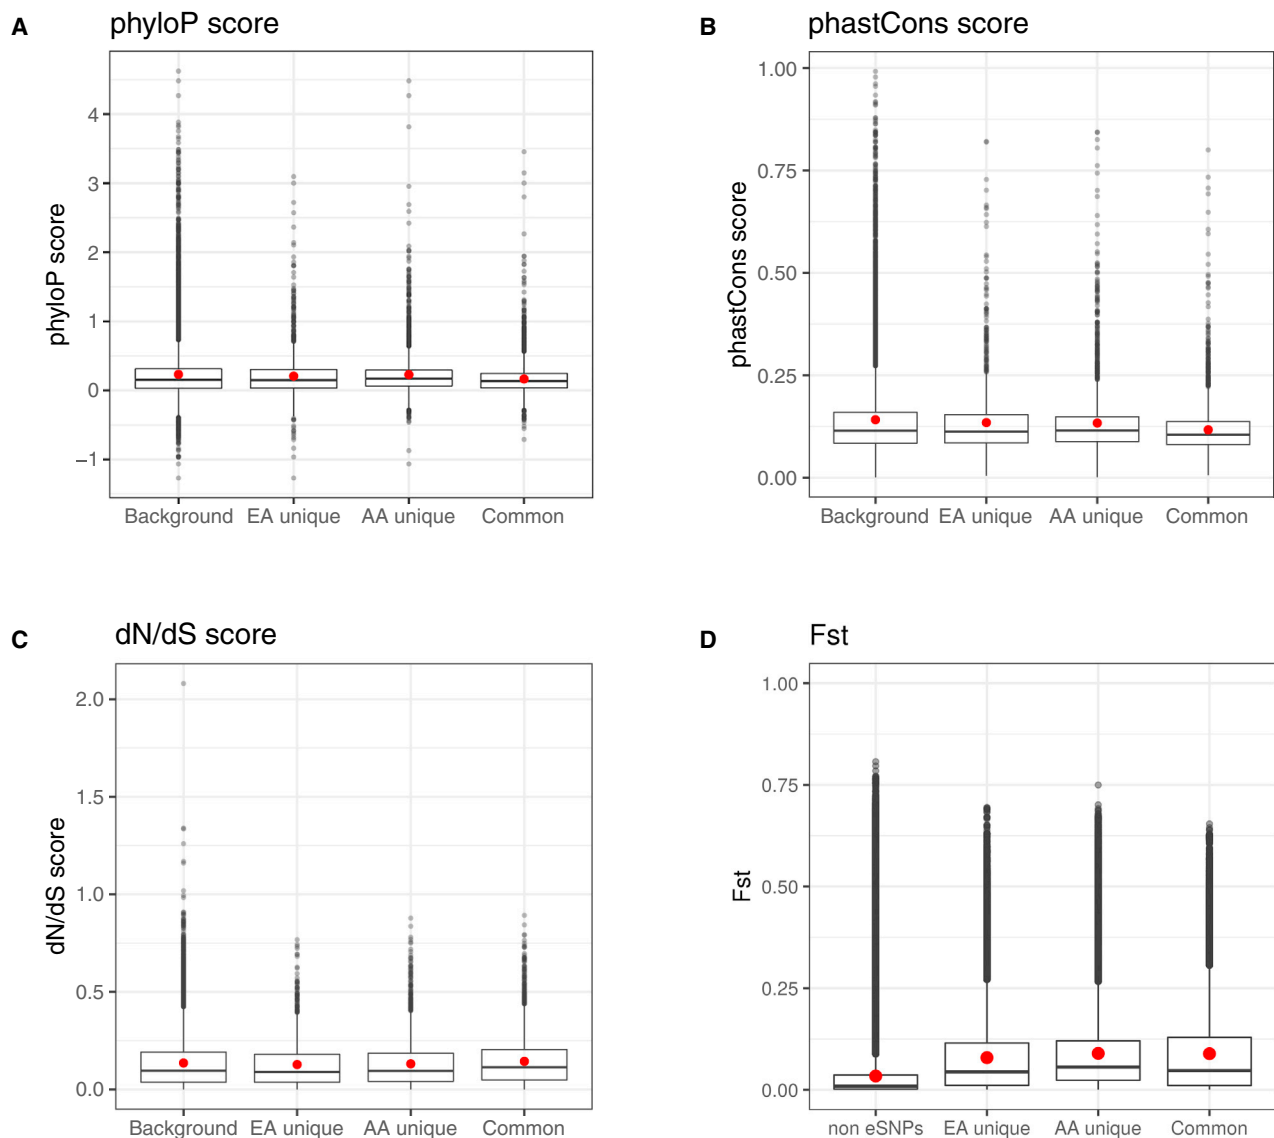 A phyloP score
phyloP score
4
3
2
1
0
−1
Background EA unique AA unique Common
B phastCons score
phastCons score
1.00
0.75
0.50
0.25
0.00
Background EA unique AA unique Common
C dN/dS score
dN/dS score
2.0
1.5
1.0
0.5
0.0
Background EA unique AA unique Common
D Fst
Fst
1.00
0.75
0.50
0.25
0.00
non eSNPs EA unique AA unique Common